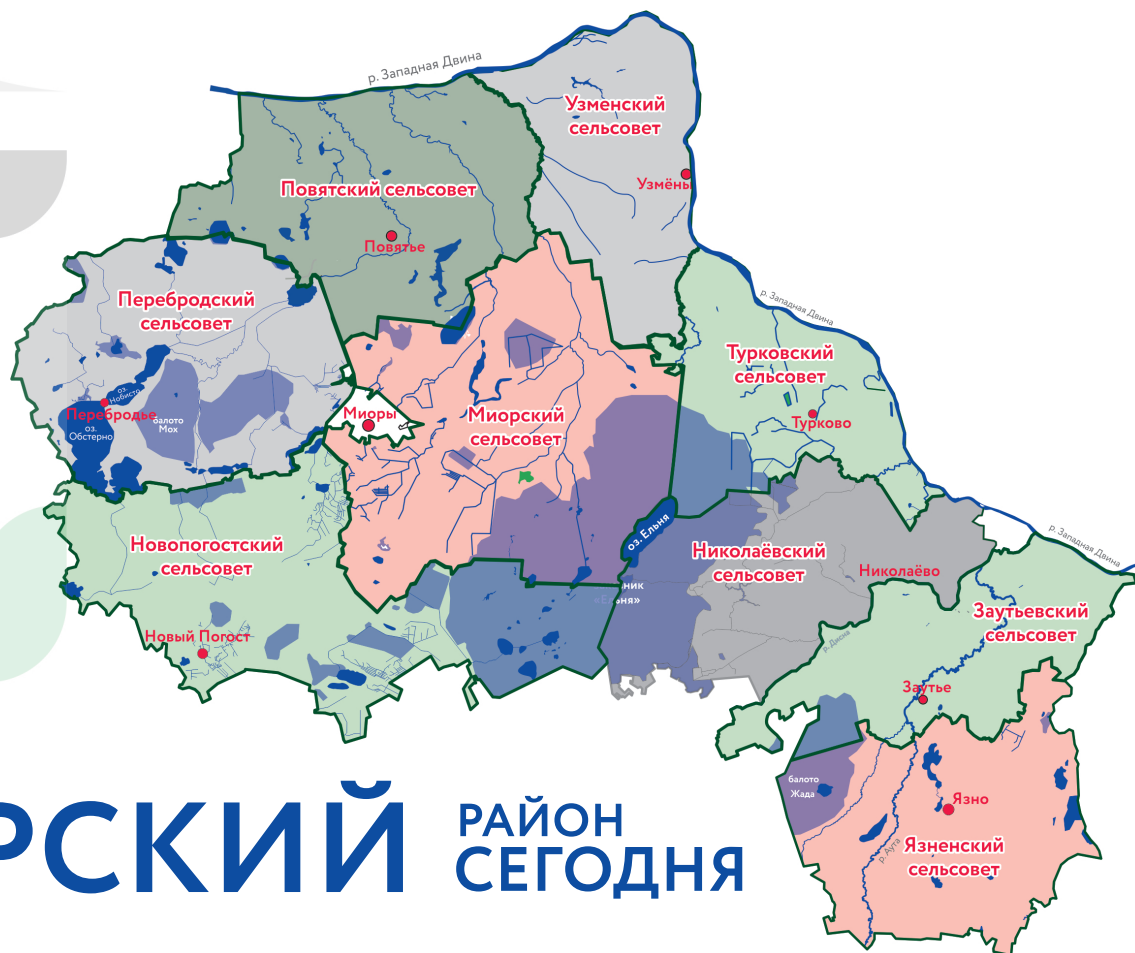 р. Западная Двина
Узменский
сельсовет
Узмёны
Повятский сельсовет
Повятье
Перебродский
сельсовет
р. Западная Двина
Турковский
сельсовет
Турково
оз.
Нобисто
Перебродье
оз.
Обстерно
балото
Мох
Миоры
Миорский
сельсовет
оз. Ельня
Николаёвский
сельсовет
Николаёво
р. Западная Двина
Новопогостский
сельсовет
Новый Погост
ник
Заутьевский
сельсовет
Заутье
балото
Жада
Язно
р. Аута
Язненский
сельсовет
РСКИЙ
РАЙОН
СЕГОДНЯ